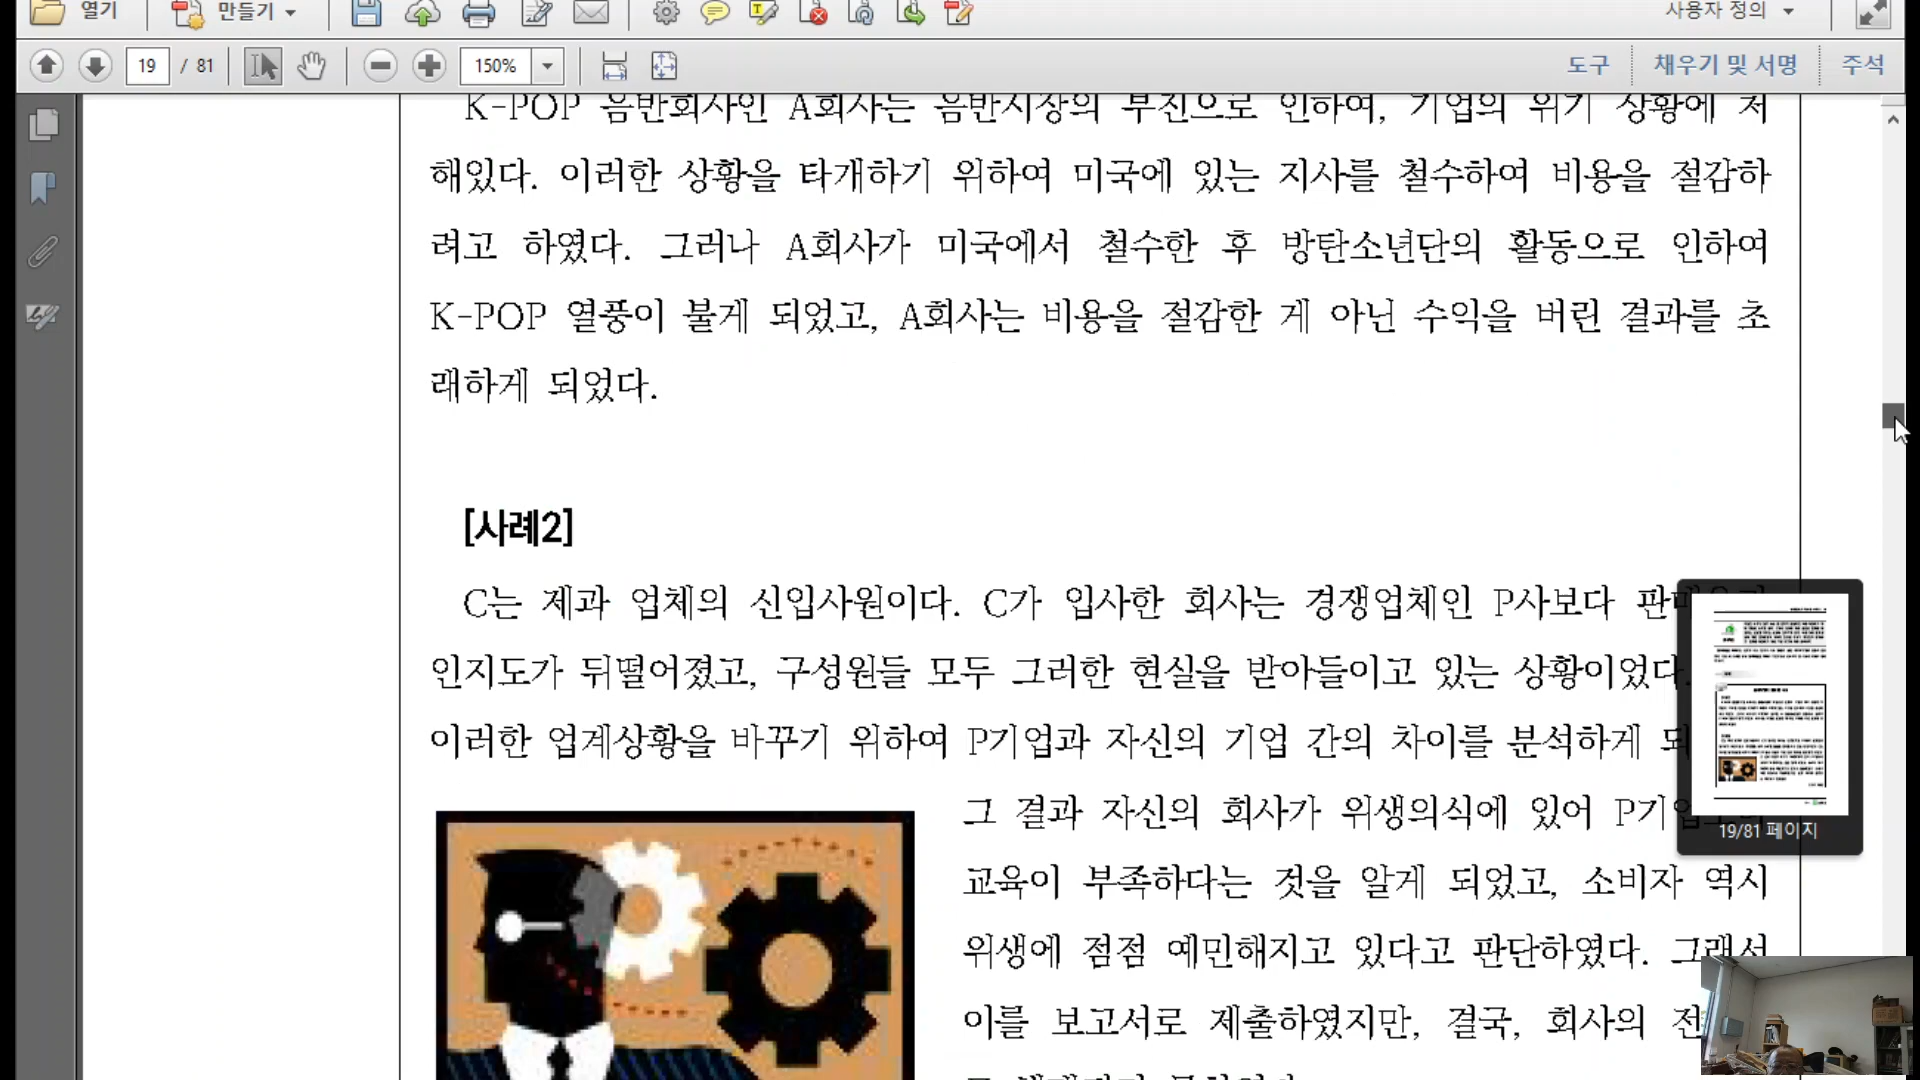 열기 만들기 사용자 정의
19 / 81 150% 도구 채우기 및 서명 주석
K-POP 음반회사인 A회사는 음반시장의 부진으로 인하여, 기업의 위기 상황에 처
해있다. 이러한 상황을 타개하기 위하여 미국에 있는 지사를 철수하여 비용을 절감하
려고 하였다. 그러나 A회사가 미국에서 철수한 후 방탄소년단의 활동으로 인하여
K-POP 열풍이 불게 되었고, A회사는 비용을 절감한 게 아닌 수익을 버린 결과를 초
래하게 되었다.
[사례2]
C는 제과 업체의 신입사원이다. C가 입사한 회사는 경쟁업체인 P사보다
인지도가 뒤떨어졌고, 구성원들 모두 그러한 현실을 받아들이고 있는 상황이었다.
이러한 업계상황을 바꾸기 위하여 P기업과 자신의 기업 간의 차이를 분석하게
그 결과 자신의 회사가 위생의식에 있어
교육이 부족하다는 것을 알게 되었고, 소비자 역시
위생에 점점 예민해지고 있다고 판단하였다. 그래서
이를 보고서로 제출하였지만, 결국, 회사의
19/81 페이지